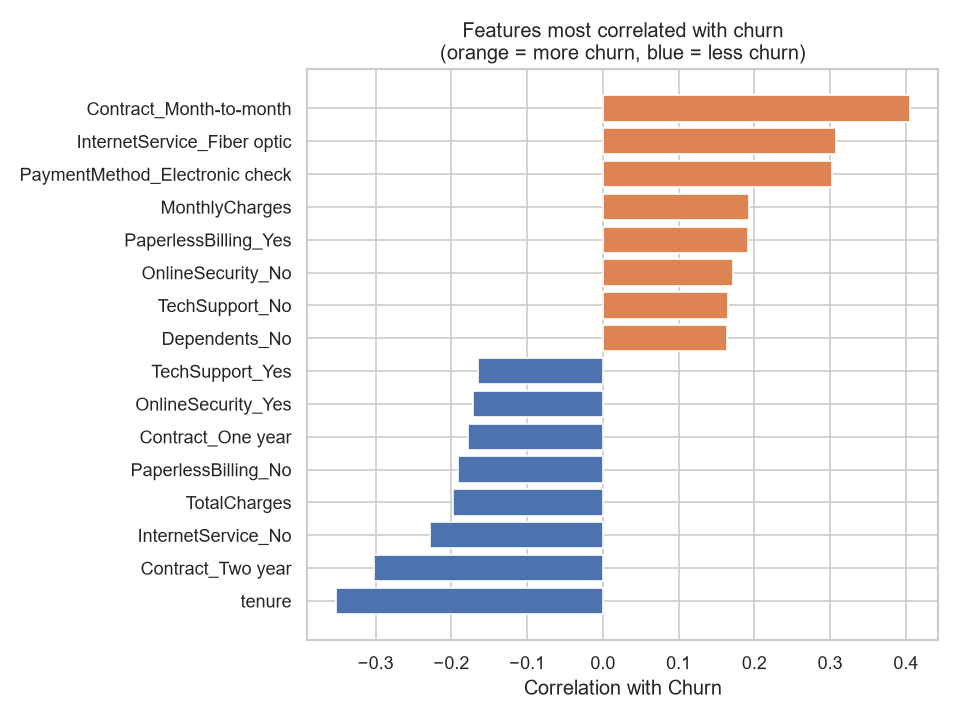 Features most correlated with churn
(orange = more churn, blue = less churn)
Contract_Month-to-month
InternetService_Fiber optic
PaymentMethod_Electronic check
MonthlyCharges
PaperlessBilling_Yes
OnlineSecurity_No
TechSupport_No
Dependents_No
TechSupport_Yes
OnlineSecurity_Yes
Contract_One year
PaperlessBilling_No
TotalCharges
InternetService_No
Contract_Two year
tenure
−0.3 −0.2 −0.1 0.0 0.1 0.2 0.3 0.4
Correlation with Churn